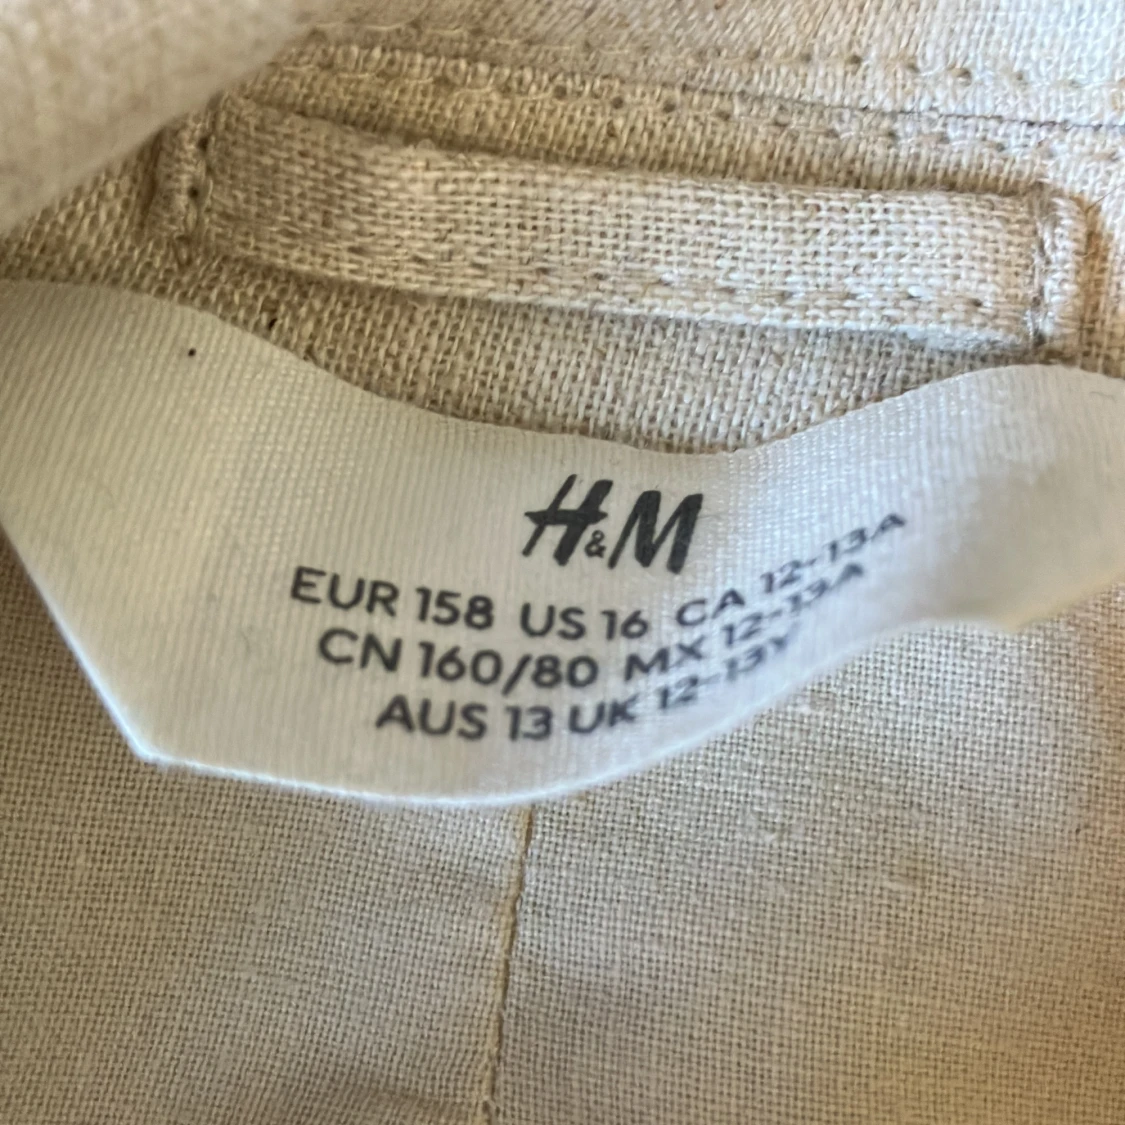 H&M
EUR 158 US 16 CA 12-13A
CN 160/80 MX 12-13A
AUS 13 UK 12-13Y